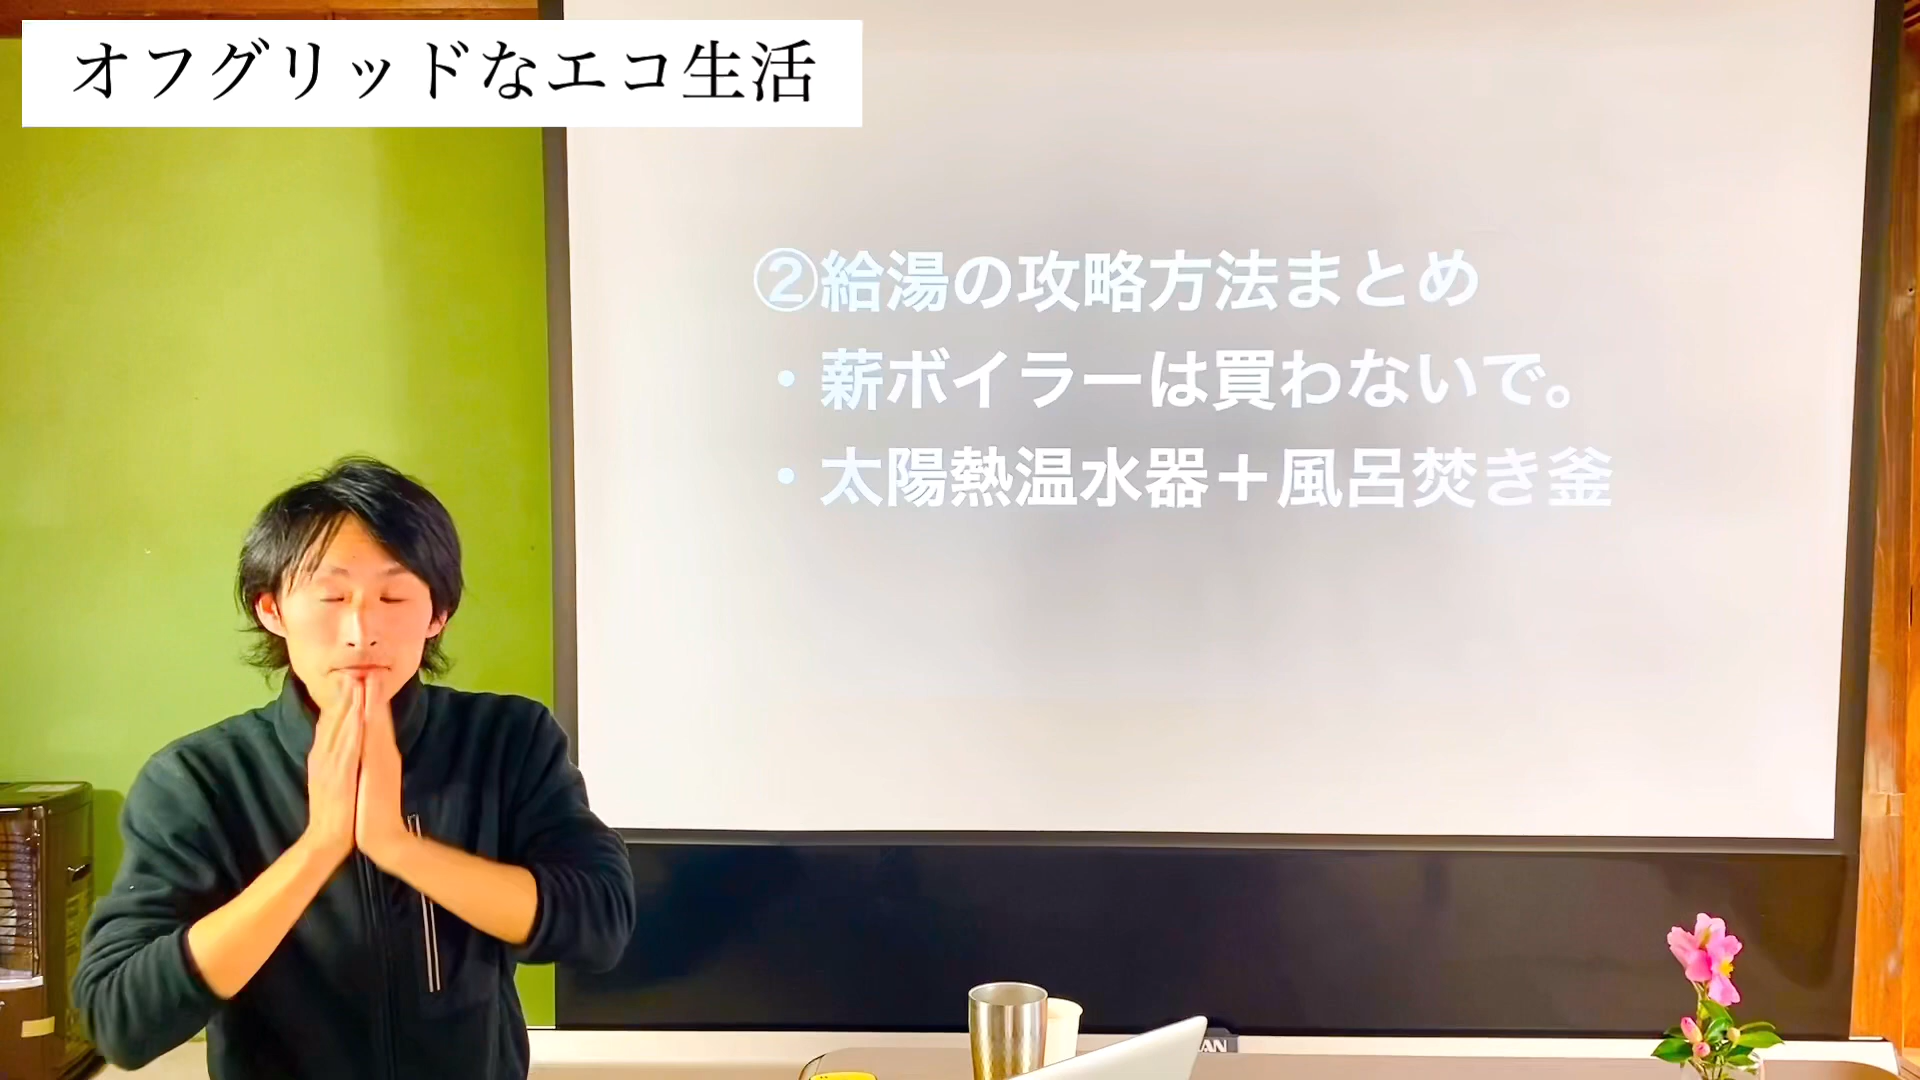 オフグリッドなエコ生活
②給湯の攻略方法まとめ
・薪ボイラーは買わないで。
・太陽熱温水器＋風呂焚き釜